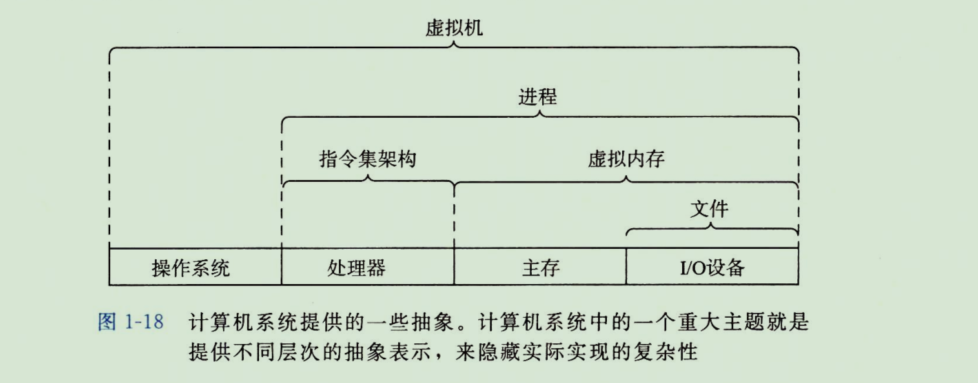 虚拟机
进程
指令集架构 虚拟内存
文件
操作系统 处理器 主存 I/O设备
图 1-18 计算机系统提供的一些抽象。计算机系统中的一个重大主题就是
提供不同层次的抽象表示，来隐藏实际实现的复杂性